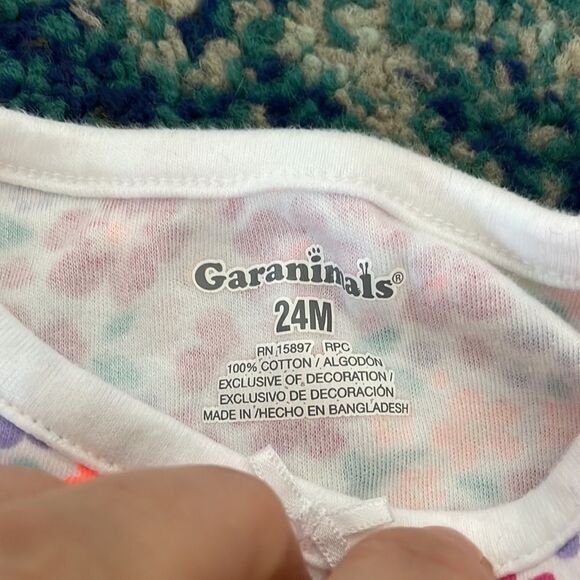 Garanimals®
24M
RN 15897 RPC
100% COTTON / ALGODÓN
EXCLUSIVE OF DECORATION /
EXCLUSIVO DE DECORACIÓN
MADE IN /HECHO EN BANGLADESH